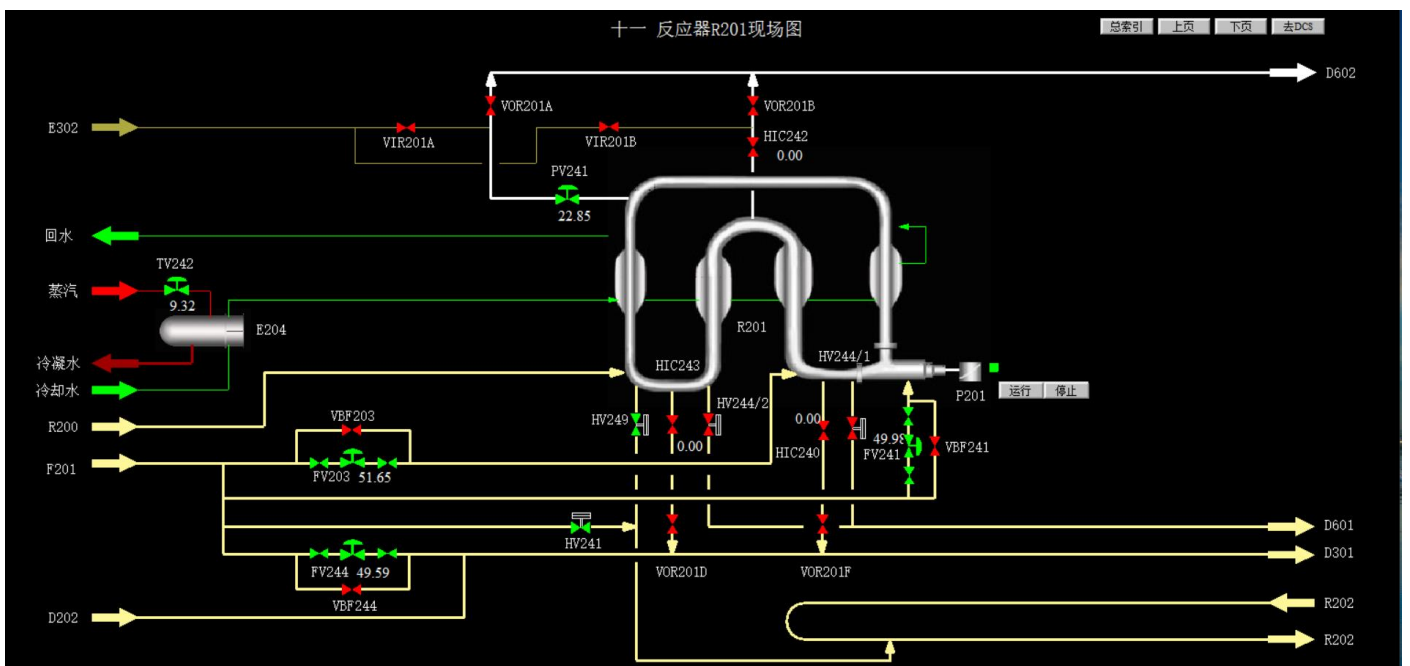 十一 反应器R201现场图
总索引 上页 下页 去DCS
D602
VOR201A VOR201B
E302
VIR201A VIR201B
HIC242
0.00
PV241
22.85
回水
TV242
蒸汽
9.32
E204
R201
冷凝水
冷却水
HIC243
HV244/1
P201
运行 停止
R200
VBF203
HV249
HV244/2
0.00
0.00
HIC240
49.98
FV241
VBF241
F201
FV203 51.65
HV241
D601
FV244 49.59
D301
VOR201D VOR201F
VBF244
D202
R202
R202